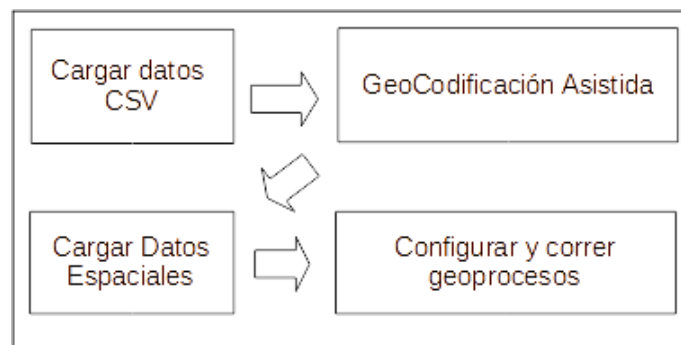 Cargar datos
CSV
GeoCodificación Asistida
Cargar Datos
Espaciales
Configurar y correr
geoprocesos